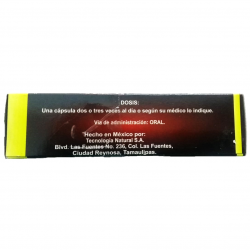 DOSIS:
Una cápsula dos o tres veces al día o según su médico lo indique.
Vía de administración: ORAL.
Hecho en México por:
Tecnología Natural S.A.
Blvd. Las Fuentes No. 236, Col. Las Fuentes,
Ciudad Reynosa, Tamaulipas.